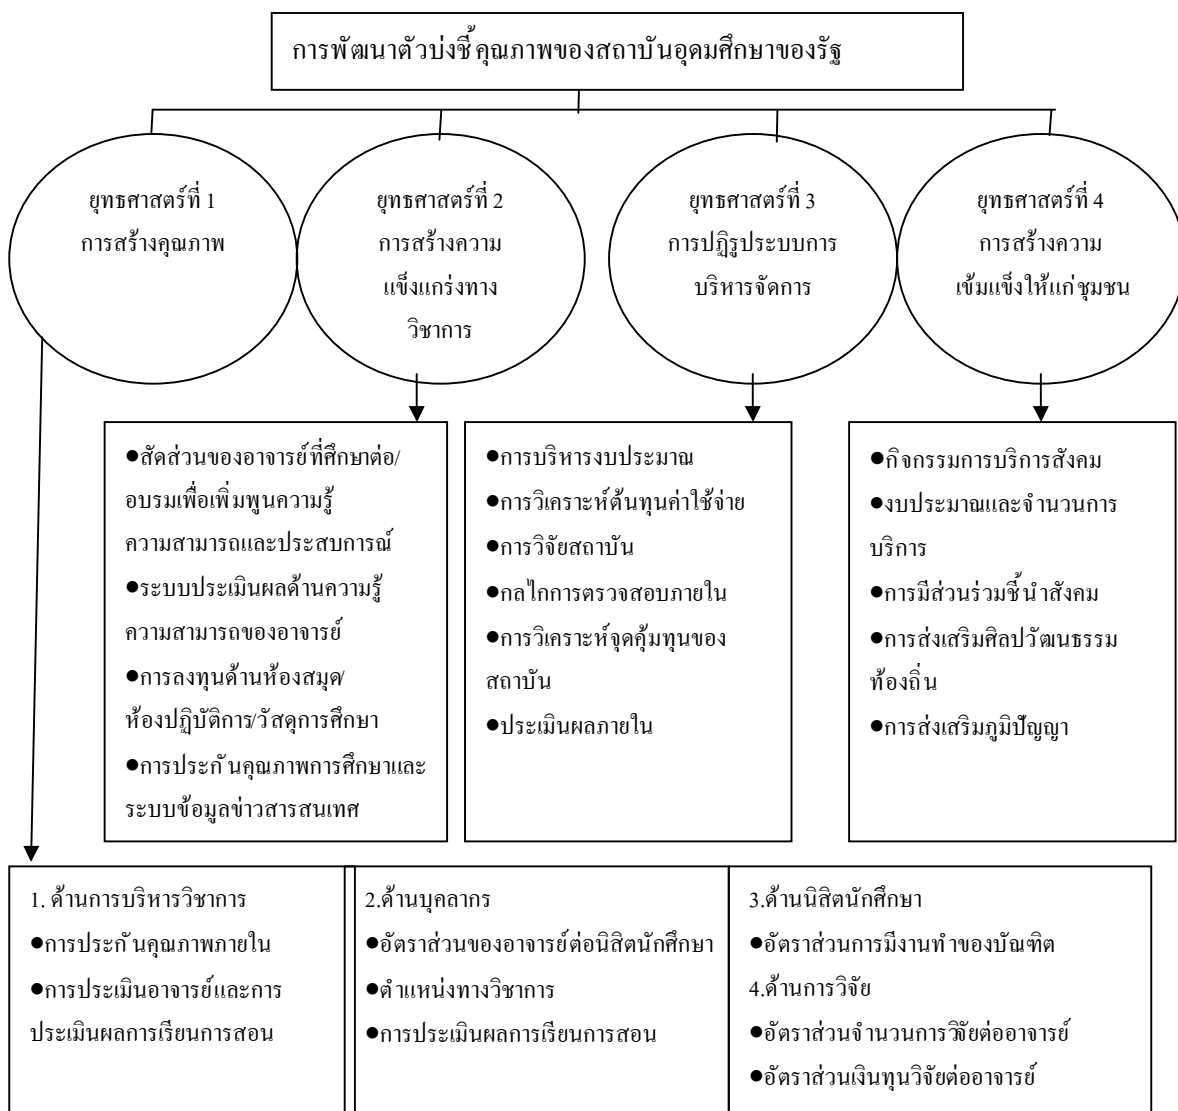 การพัฒนาตัวบ่งชี้คุณภาพของสถาบันอุดมศึกษาของรัฐ
ยุทธศาสตร์ที่ 1
การสร้างคุณภาพ
ยุทธศาสตร์ที่ 2
การสร้างความ
แข็งแกร่งทาง
วิชาการ
ยุทธศาสตร์ที่ 3
การปฏิรูประบบการ
บริหารจัดการ
ยุทธศาสตร์ที่ 4
การสร้างความ
เข้มแข็งให้แก่ชุมชน
●สัดส่วนของอาจารย์ที่ศึกษาต่อ/
อบรมเพื่อเพิ่มพูนความรู้
ความสามารถและประสบการณ์
●ระบบประเมินผลด้านความรู้
ความสามารถของอาจารย์
●การลงทุนด้านห้องสมุด/
ห้องปฏิบัติการ/วัสดุการศึกษา
●การประกันคุณภาพการศึกษาและ
ระบบข้อมูลข่าวสารสนเทศ
●การบริหารงบประมาณ
●การวิเคราะห์ต้นทุนค่าใช้จ่าย
●การวิจัยสถาบัน
●กลไกการตรวจสอบภายใน
●การวิเคราะห์จุดคุ้มทุนของ
สถาบัน
●ประเมินผลภายใน
●กิจกรรมการบริการสังคม
●งบประมาณและจำนวนการ
บริการ
●การมีส่วนร่วมชี้นำสังคม
●การส่งเสริมศิลปวัฒนธรรม
ท้องถิ่น
●การส่งเสริมภูมิปัญญา
1. ด้านการบริหารวิชาการ
●การประกันคุณภาพภายใน
●การประเมินอาจารย์และการ
ประเมินผลการเรียนการสอน
2.ด้านบุคลากร
●อัตราส่วนของอาจารย์ต่อนิสิตนักศึกษา
●ตำแหน่งทางวิชาการ
●การประเมินผลการเรียนการสอน
3.ด้านนิสิตนักศึกษา
●อัตราส่วนการมีงานทำของบัณฑิต
4.ด้านการวิจัย
●อัตราส่วนจำนวนการวิจัยต่ออาจารย์
●อัตราส่วนเงินทุนวิจัยต่ออาจารย์